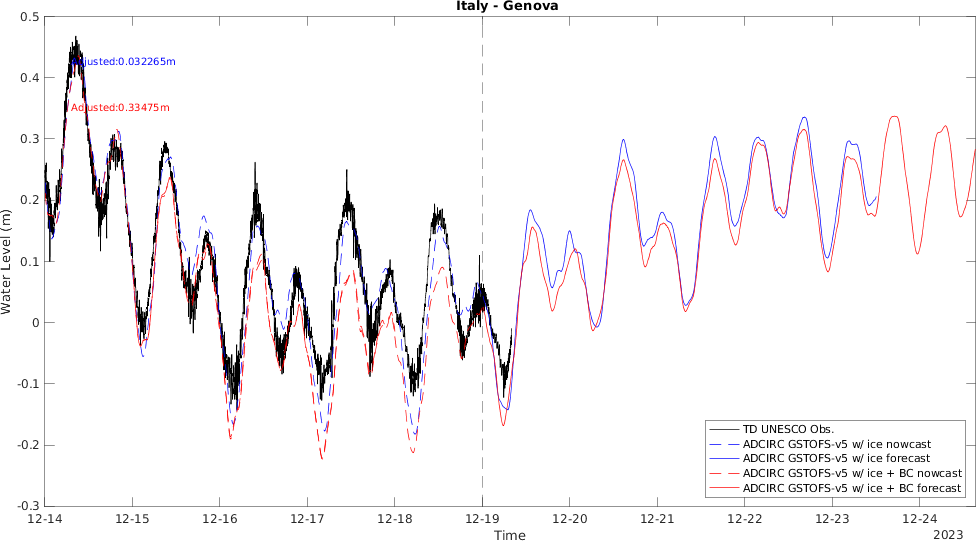 Italy - Genova
0.5
0.4
0.3
0.2
0.1
0
-0.1
-0.2
-0.3
Water Level (m)
Adjusted:0.032265m
Adjusted:0.33475m
TD UNESCO Obs.
ADCIRC GSTOFS-v5 w/ ice nowcast
ADCIRC GSTOFS-v5 w/ ice forecast
ADCIRC GSTOFS-v5 w/ ice + BC nowcast
ADCIRC GSTOFS-v5 w/ ice + BC forecast
12-14 12-15 12-16 12-17 12-18 12-19 12-20 12-21 12-22 12-23 12-24
Time
2023